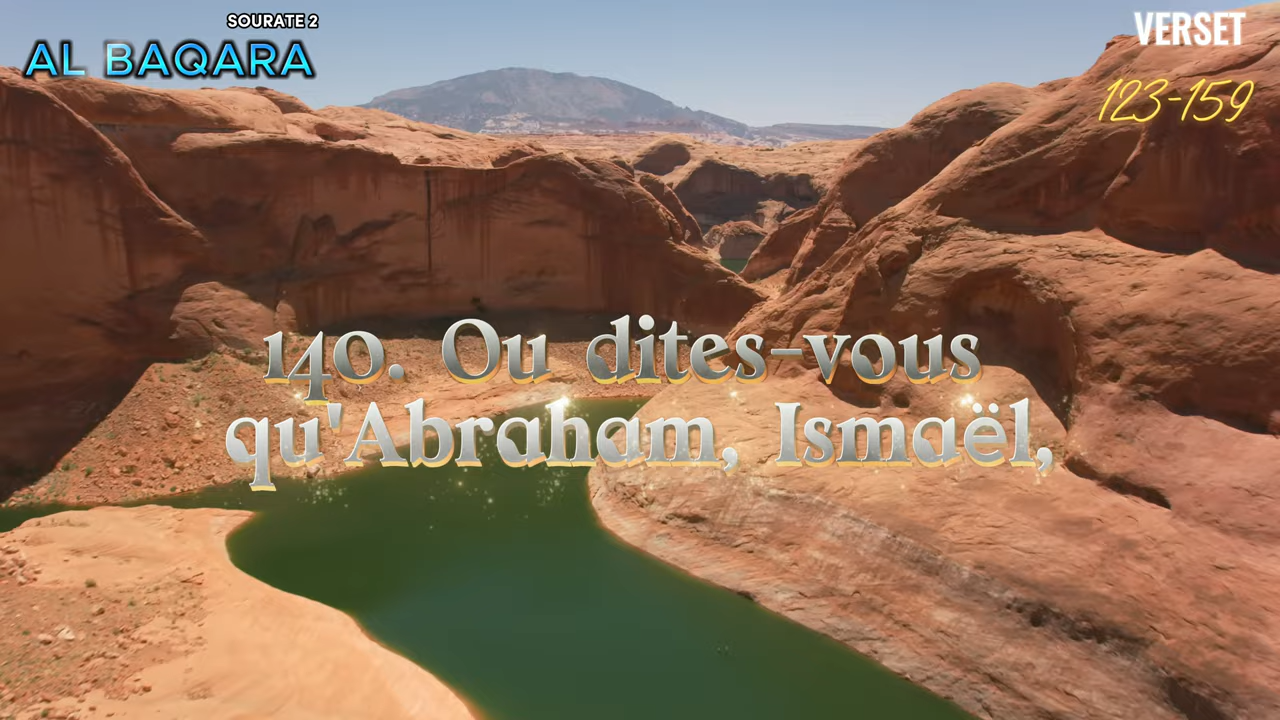 SOURATE 2
AL BAQARA
VERSET
123-159
140. Ou dites-vous
qu'Abraham, Ismaël,